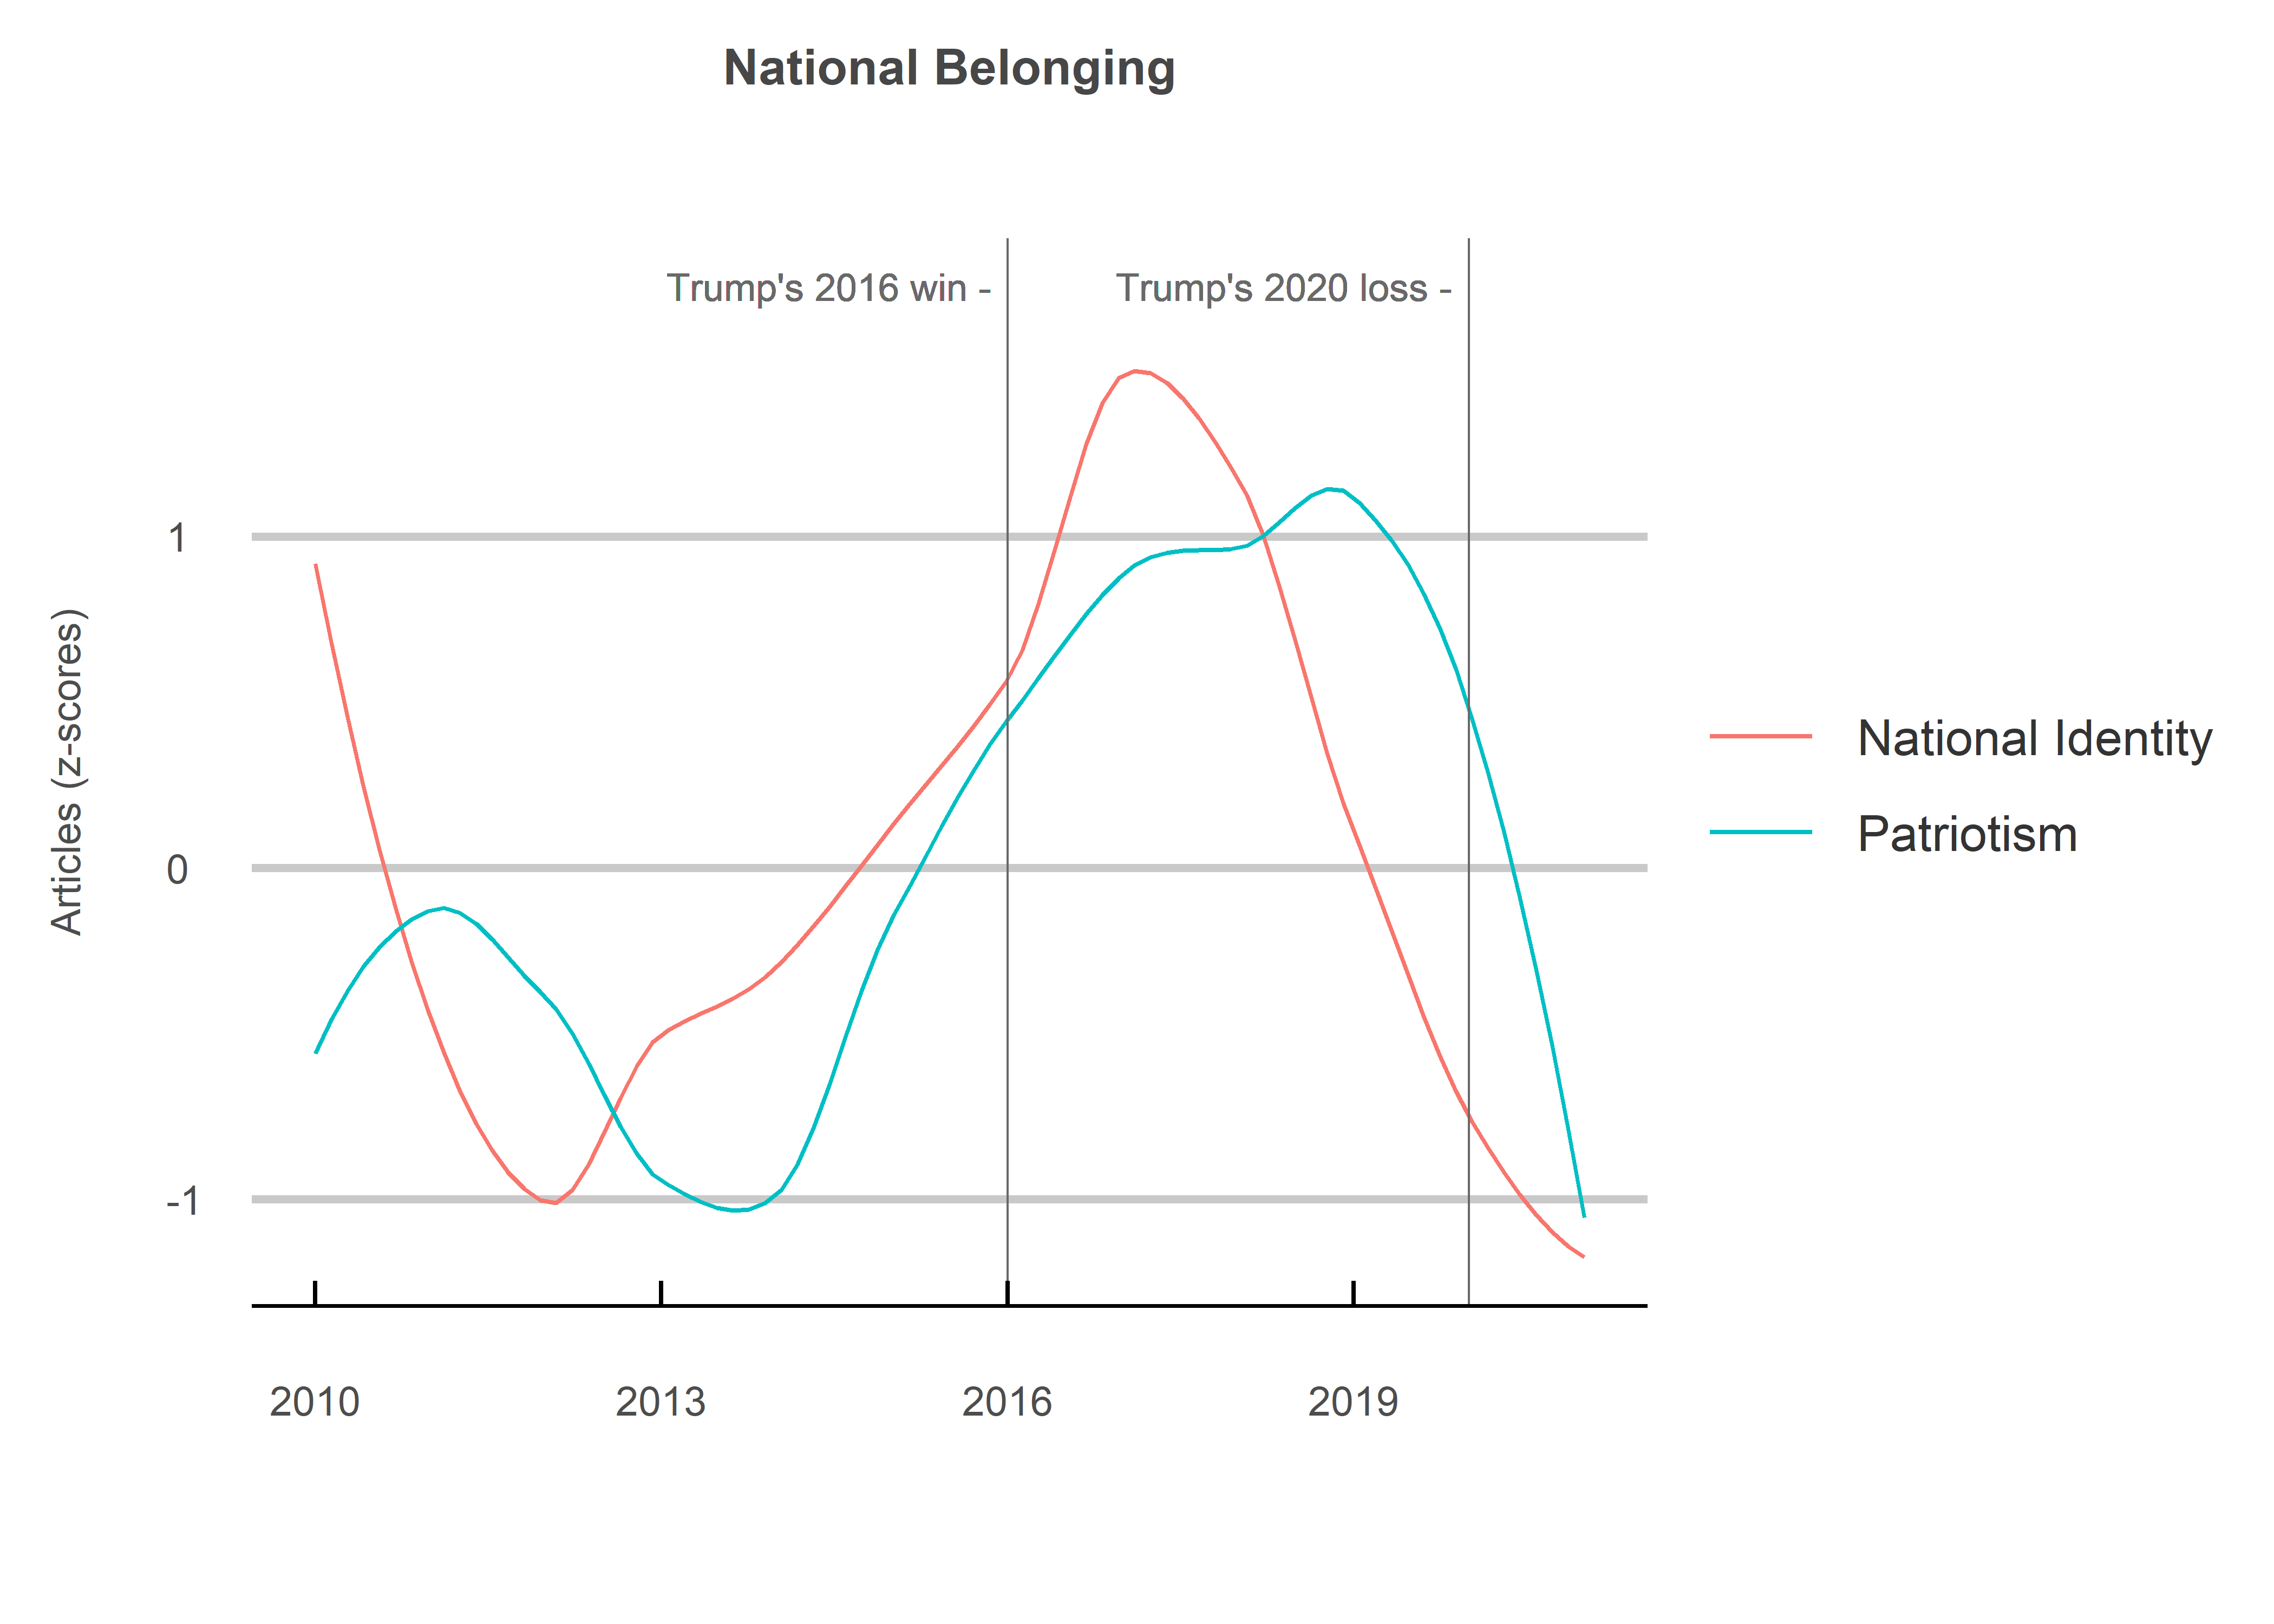 National Belonging
Trump's 2016 win -
Trump's 2020 loss -
Articles (z-scores)
1
0
-1
2010
2013
2016
2019
National Identity
Patriotism